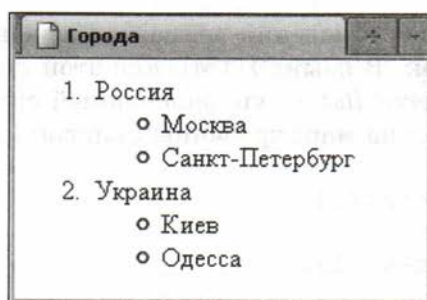 Города
1. Россия
Москва
Санкт-Петербург
2. Украина
Киев
Одесса